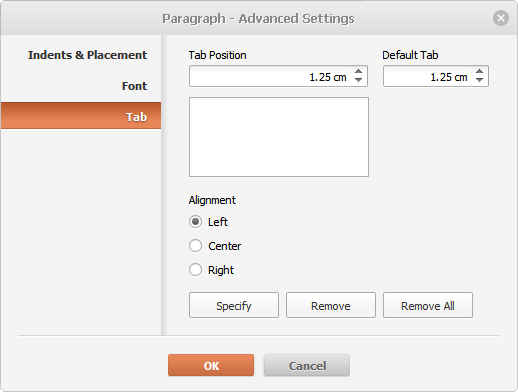 Paragraph - Advanced Settings
Indents & Placement
Font
Tab
Tab Position
Default Tab
1.25 cm
1.25 cm
Alignment
Left
Center
Right
Specify
Remove
Remove All
OK
Cancel